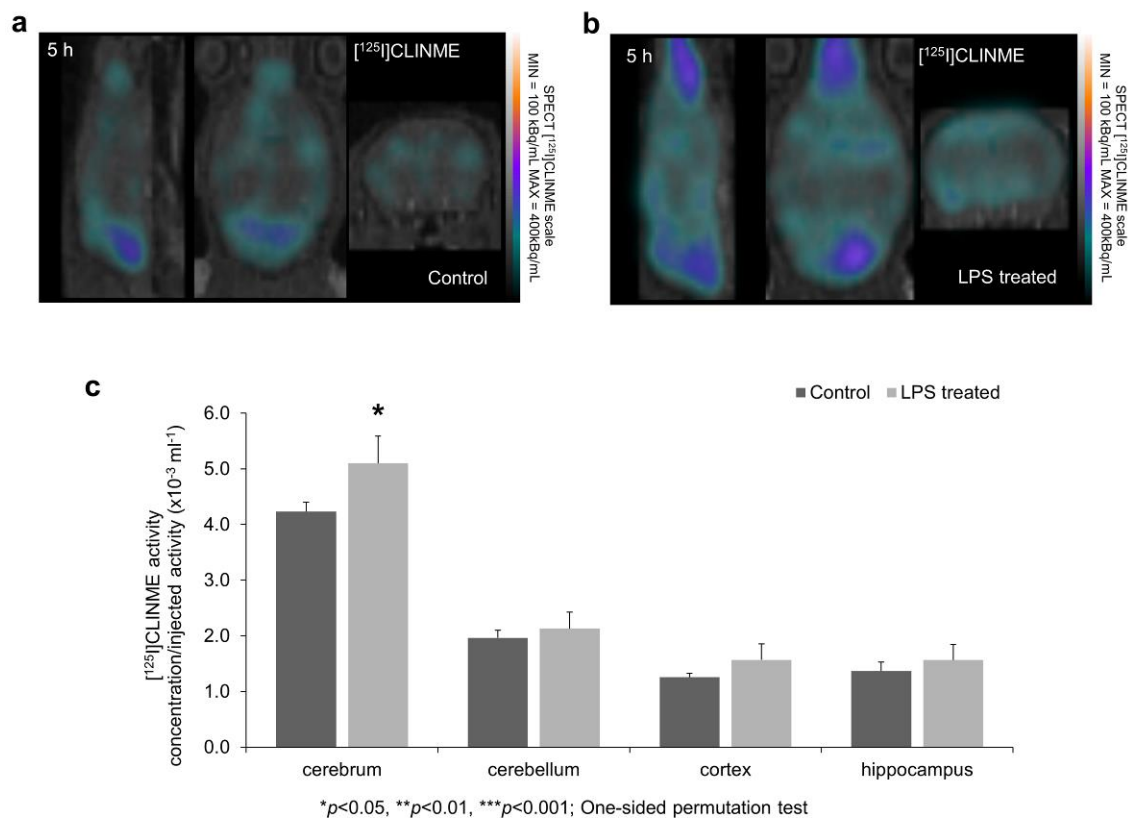 a
5 h
[¹²⁵I]CLINME
Control
SPECT [¹²⁵I]CLINME scale
MIN = 100 kBq/mL MAX = 400kBq/mL
b
5 h
[¹²⁵I]CLINME
LPS treated
SPECT [¹²⁵I]CLINME scale
MIN = 100 kBq/mL MAX = 400kBq/mL
c
Control LPS treated
[¹²⁵I]CLINME activity
concentration/injected activity (x10⁻³ ml⁻¹)
6.0
5.0
4.0
3.0
2.0
1.0
0.0
*
cerebrum cerebellum cortex hippocampus
*p<0.05, **p<0.01, ***p<0.001; One-sided permutation test